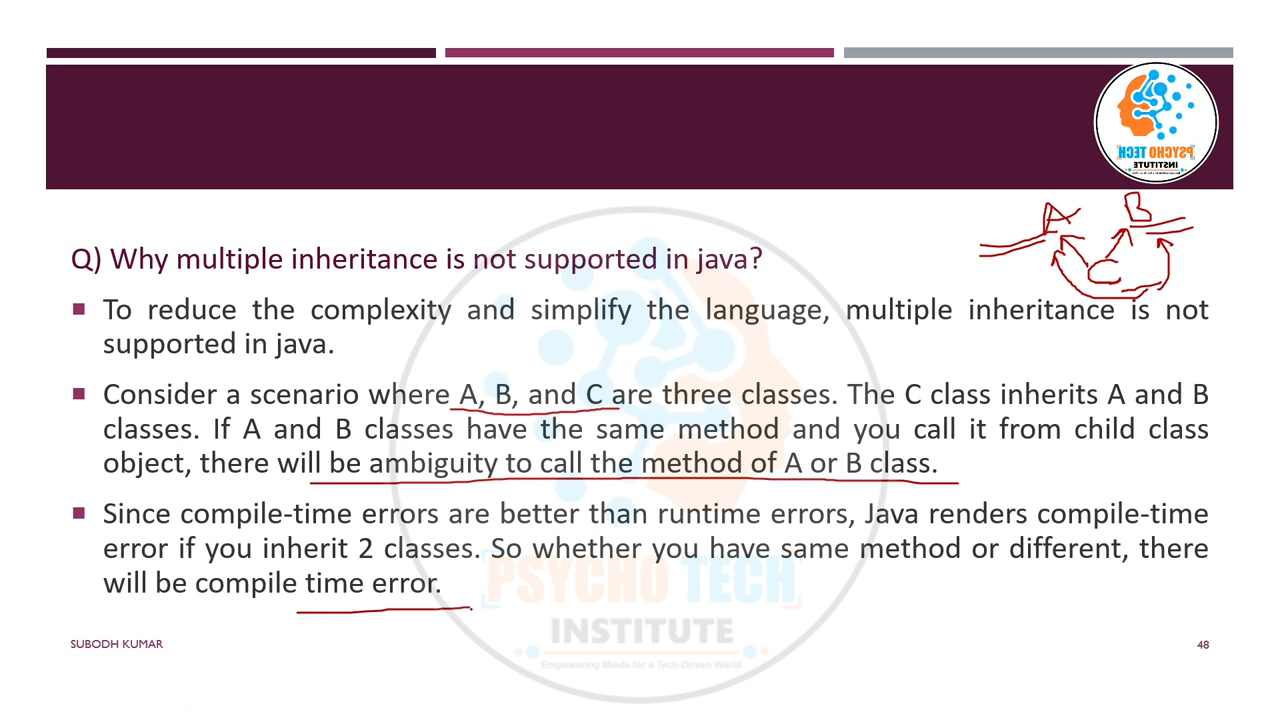 PSYCHO TECH
INSTITUTE
A B
C
Q) Why multiple inheritance is not supported in java?
To reduce the complexity and simplify the language, multiple inheritance is not
supported in java.
Consider a scenario where A, B, and C are three classes. The C class inherits A and B
classes. If A and B classes have the same method and you call it from child class
object, there will be ambiguity to call the method of A or B class.
Since compile-time errors are better than runtime errors, Java renders compile-time
error if you inherit 2 classes. So whether you have same method or different, there
will be compile time error.
PSYCHO TECH
INSTITUTE
Empowering Minds for a Tech-Driven World
SUBODH KUMAR
48